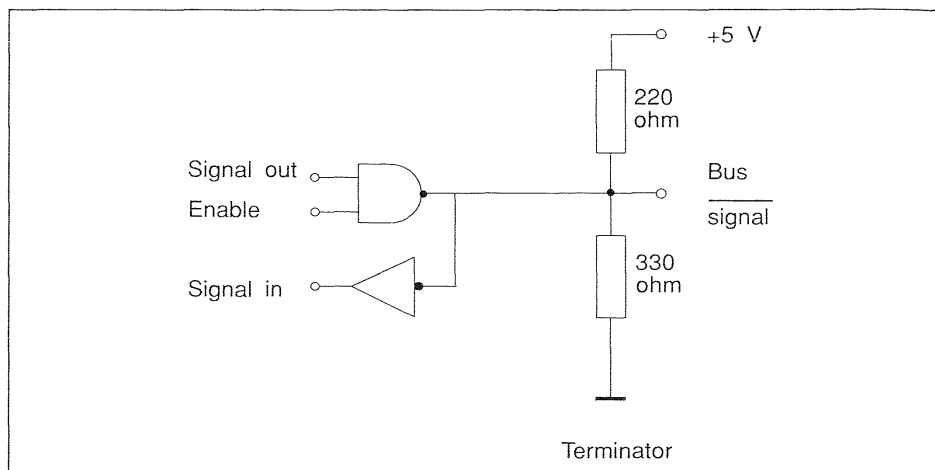 +5 V
220
ohm
Signal out
Enable
Bus
signal
Signal in
330
ohm
Terminator